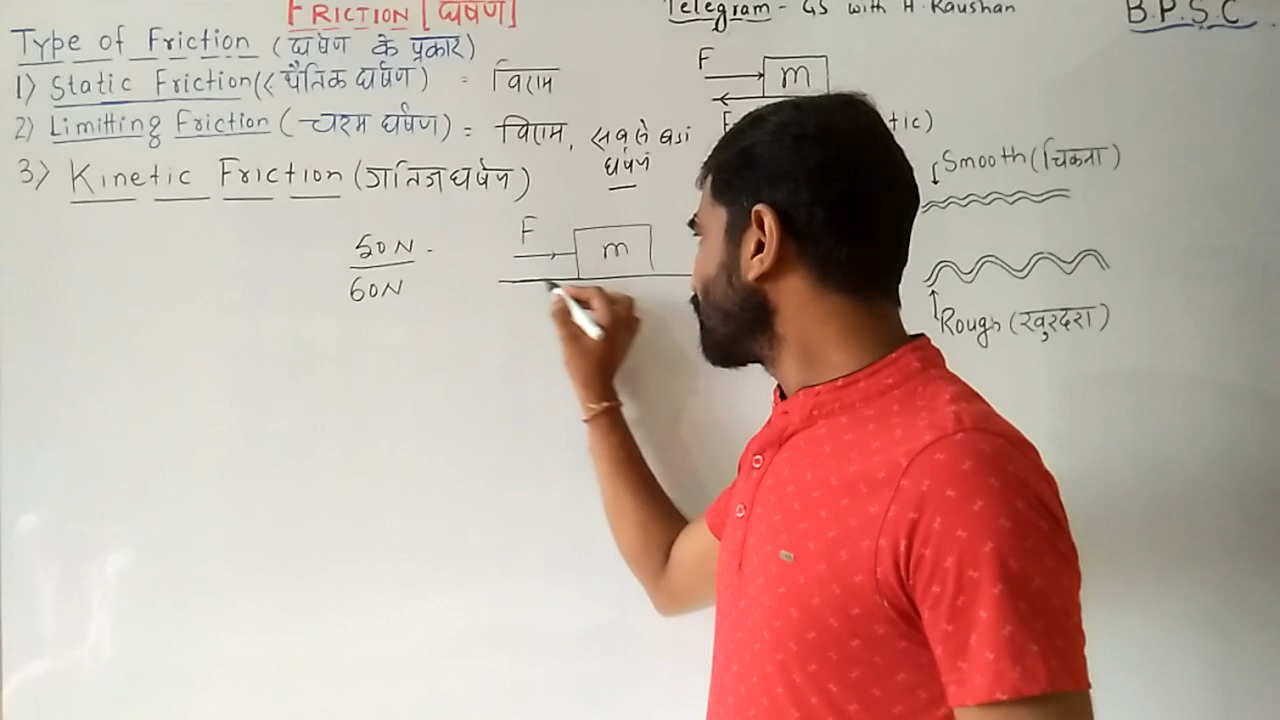 FRICTION [घर्षण]
Telegram - GS with H. Raushan
B.P.S.C
Type of Friction (घर्षण के प्रकार)
1) Static Friction (स्थैतिक घर्षण) = विराम
2) Limitting Friction (चरम घर्षण) = विराम, सबसे बड़ा
घर्षण
3) Kinetic Friction (गतिज घर्षण)
F
m
F
tic)
Smooth (चिकना)
50N
60N
F
m
Rough (खुरदरा)